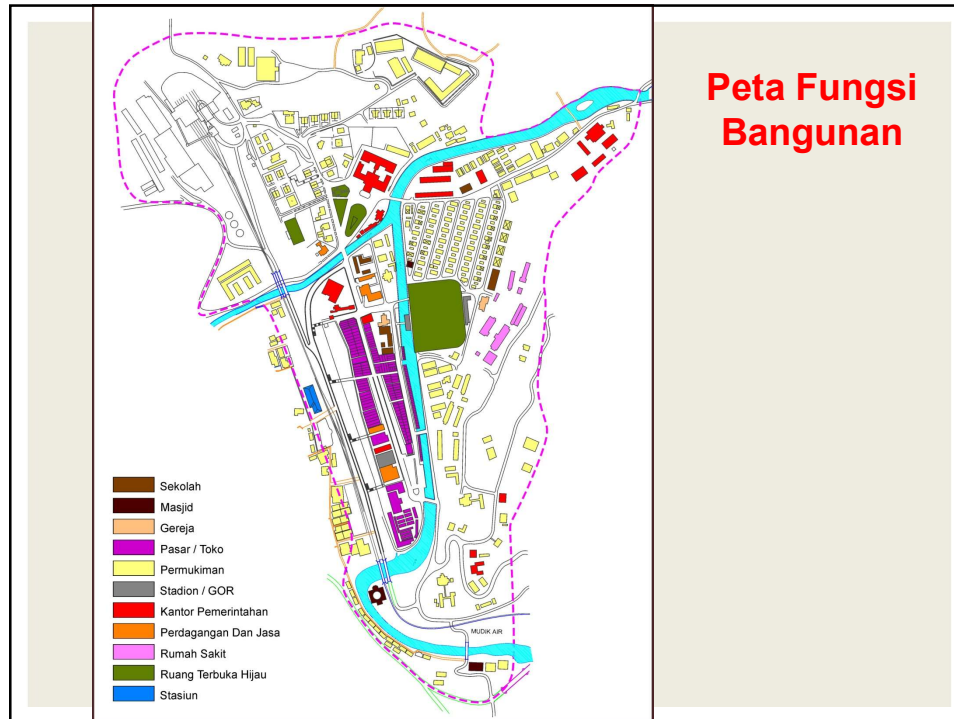 Peta Fungsi
Bangunan
Sekolah
Masjid
Gereja
Pasar / Toko
Permukiman
Stadion / GOR
Kantor Pemerintahan
Perdagangan Dan Jasa
Rumah Sakit
Ruang Terbuka Hijau
Stasiun
MUDIK AIR